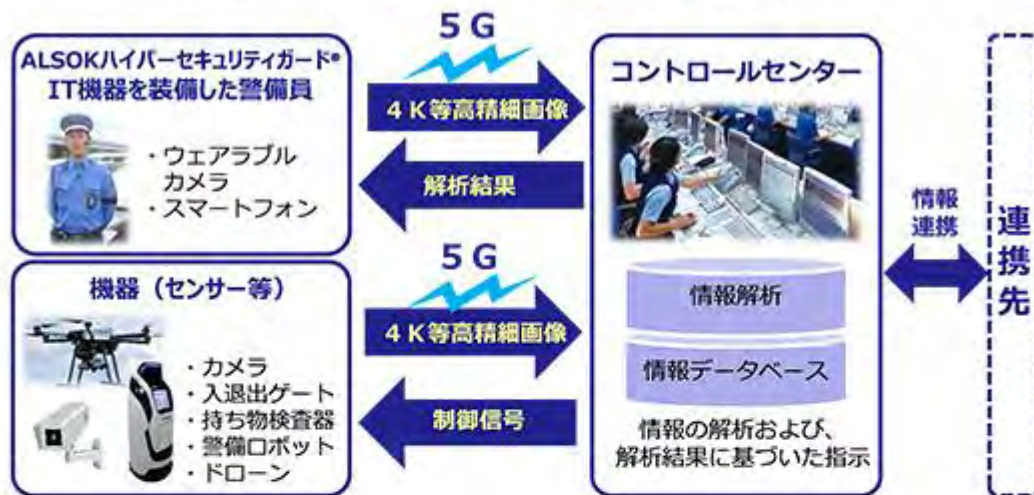 ALSOKハイパーセキュリティガード®
IT機器を装備した警備員
・ウェアラブル
カメラ
・スマートフォン
5G
4K等高精細画像
解析結果
機器（センサー等）
・カメラ
・入退出ゲート
・持ち物検査器
・警備ロボット
・ドローン
5G
4K等高精細画像
制御信号
コントロールセンター
情報解析
情報データベース
情報の解析および、
解析結果に基づいた指示
情報
連携
連携先